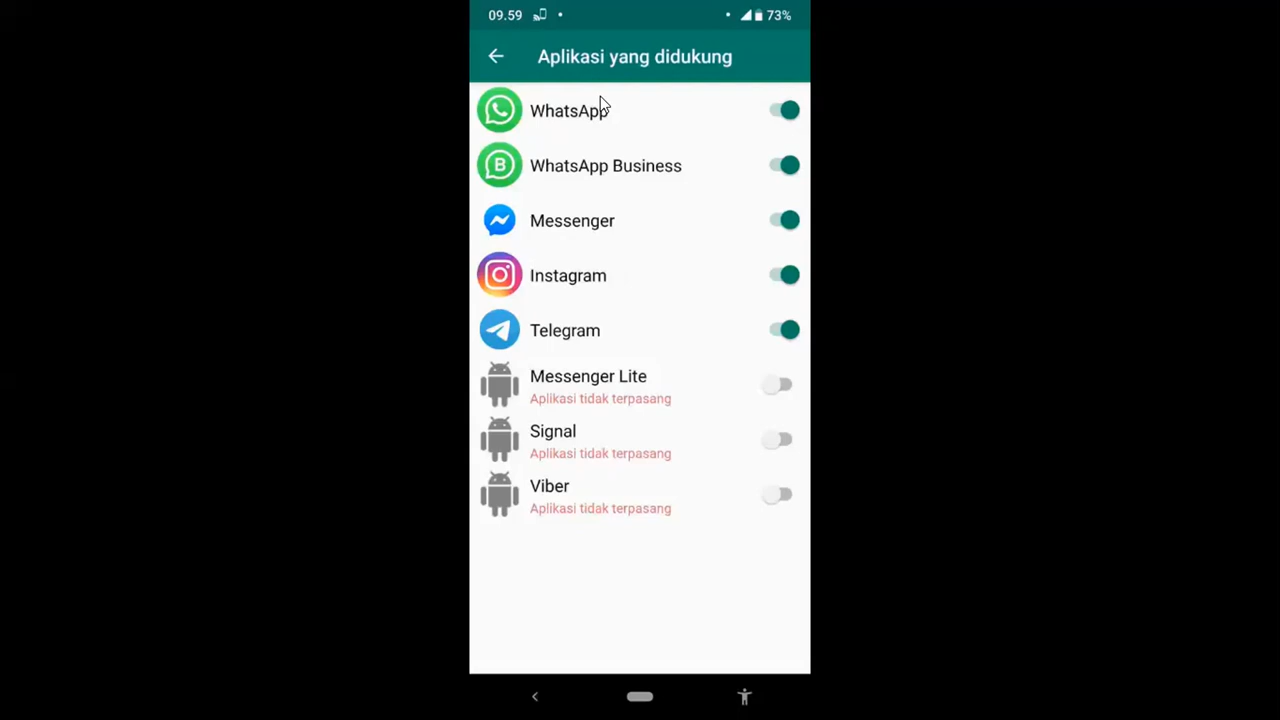 09.59
73%
Aplikasi yang didukung
WhatsApp
WhatsApp Business
Messenger
Instagram
Telegram
Messenger Lite
Aplikasi tidak terpasang
Signal
Aplikasi tidak terpasang
Viber
Aplikasi tidak terpasang